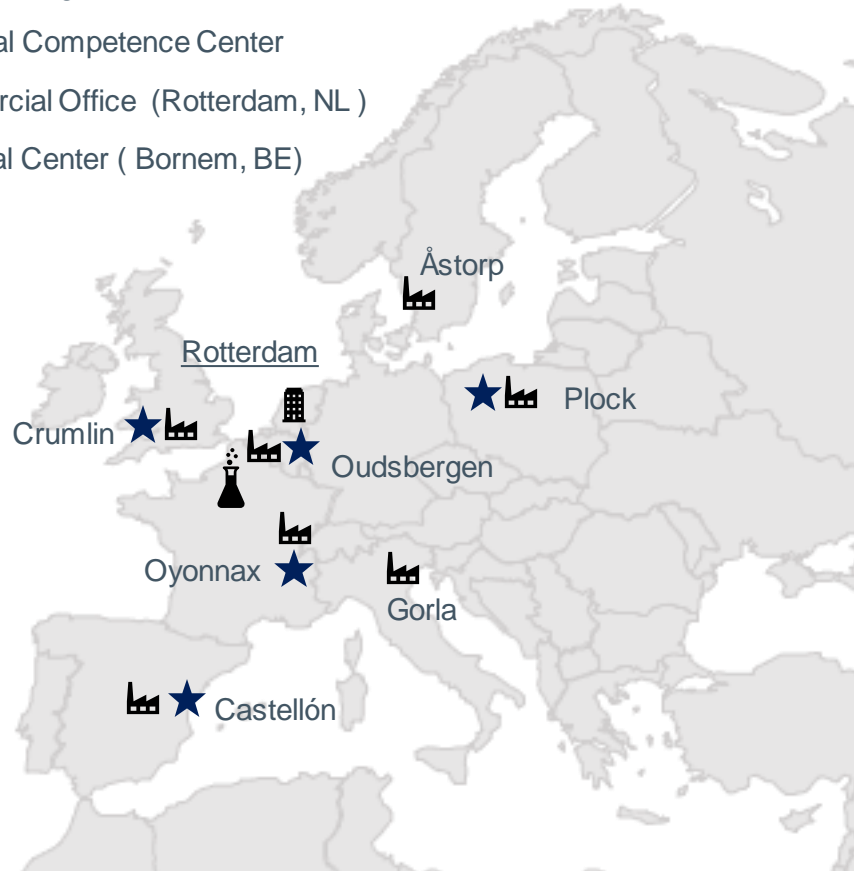 al Competence Center
rcial Office (Rotterdam, NL )
al Center ( Bornem, BE)
Åstorp
Rotterdam
Plock
Crumlin
Oudsbergen
Oyonnax
Gorla
Castellón